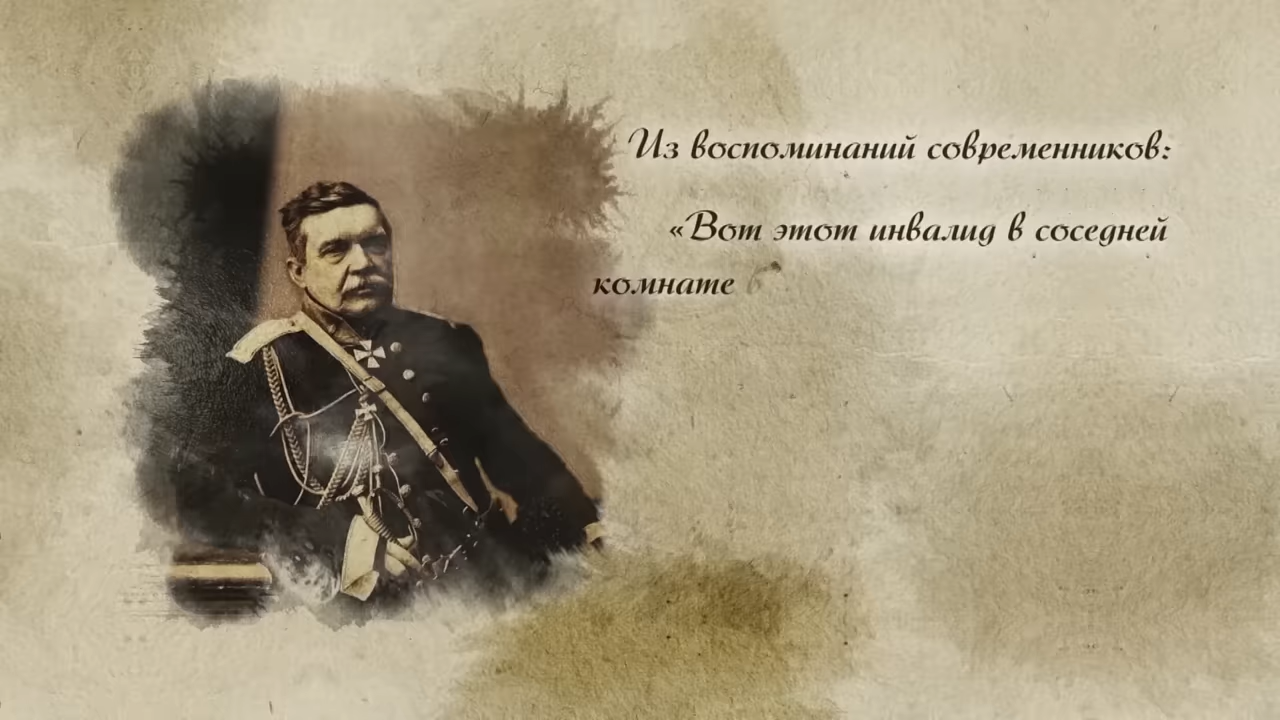 Из воспоминаний современников:
«Вот этот инвалид в соседней
комнате